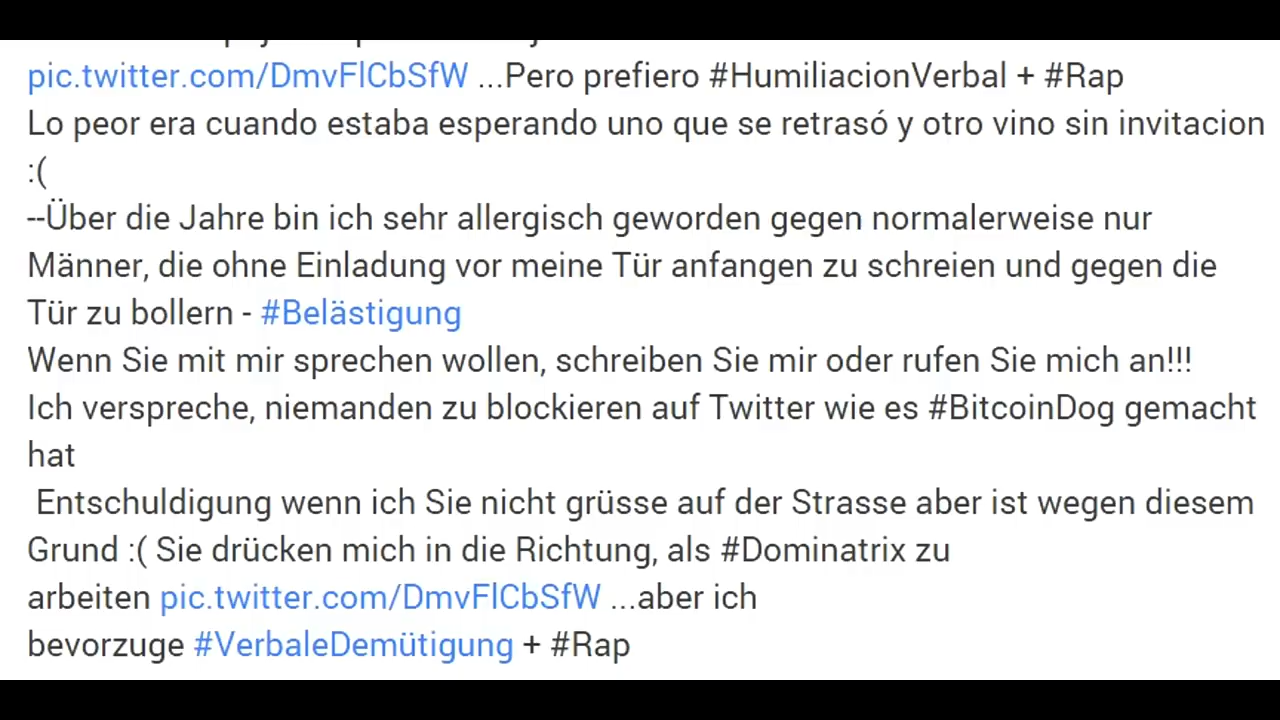 pic.twitter.com/DmvFlCbSfW ...Pero prefiero #HumiliacionVerbal + #Rap
Lo peor era cuando estaba esperando uno que se retrasó y otro vino sin invitacion
:(
--Über die Jahre bin ich sehr allergisch geworden gegen normalerweise nur
Männer, die ohne Einladung vor meine Tür anfangen zu schreien und gegen die
Tür zu bollern - #Belästigung
Wenn Sie mit mir sprechen wollen, schreiben Sie mir oder rufen Sie mich an!!!
Ich verspreche, niemanden zu blockieren auf Twitter wie es #BitcoinDog gemacht
hat
Entschuldigung wenn ich Sie nicht grüsse auf der Strasse aber ist wegen diesem
Grund :( Sie drücken mich in die Richtung, als #Dominatrix zu
arbeiten pic.twitter.com/DmvFlCbSfW ...aber ich
bevorzuge #VerbaleDemütigung + #Rap